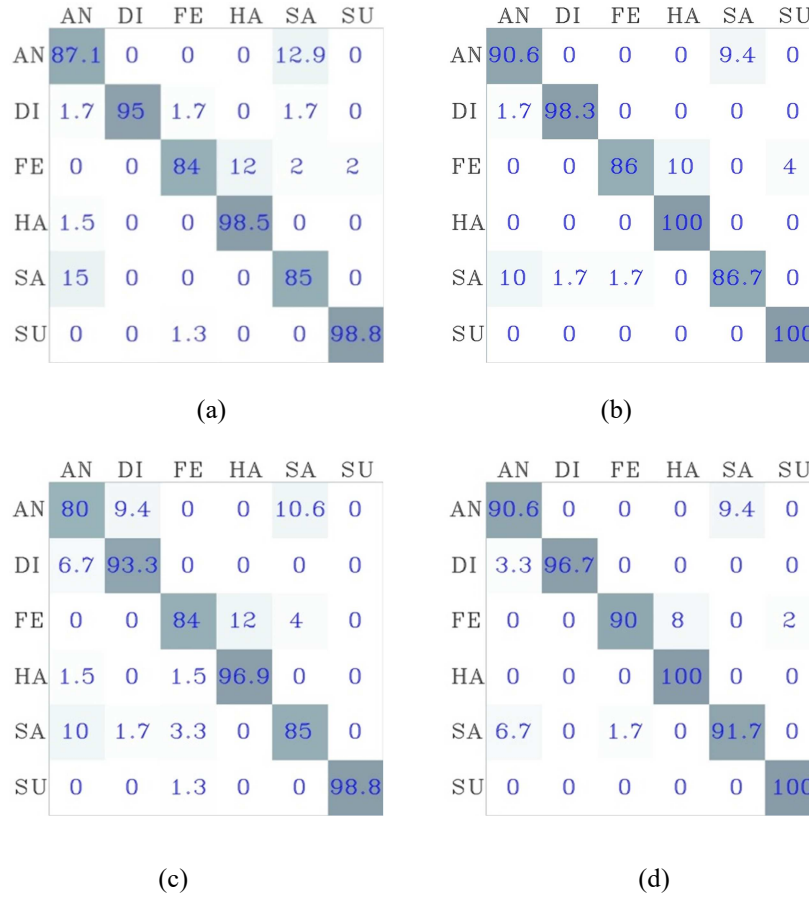 AN DI FE HA SA SU
AN 87.1 0 0 0 12.9 0
DI 1.7 95 1.7 0 1.7 0
FE 0 0 84 12 2 2
HA 1.5 0 0 98.5 0 0
SA 15 0 0 0 85 0
SU 0 0 1.3 0 0 98.8
(a)
AN DI FE HA SA SU
AN 90.6 0 0 0 9.4 0
DI 1.7 98.3 0 0 0 0
FE 0 0 86 10 0 4
HA 0 0 0 100 0 0
SA 10 1.7 1.7 0 86.7 0
SU 0 0 0 0 0 100
(b)
AN DI FE HA SA SU
AN 80 9.4 0 0 10.6 0
DI 6.7 93.3 0 0 0 0
FE 0 0 84 12 4 0
HA 1.5 0 1.5 96.9 0 0
SA 10 1.7 3.3 0 85 0
SU 0 0 1.3 0 0 98.8
(c)
AN DI FE HA SA SU
AN 90.6 0 0 0 9.4 0
DI 3.3 96.7 0 0 0 0
FE 0 0 90 8 0 2
HA 0 0 0 100 0 0
SA 6.7 0 1.7 0 91.7 0
SU 0 0 0 0 0 100
(d)